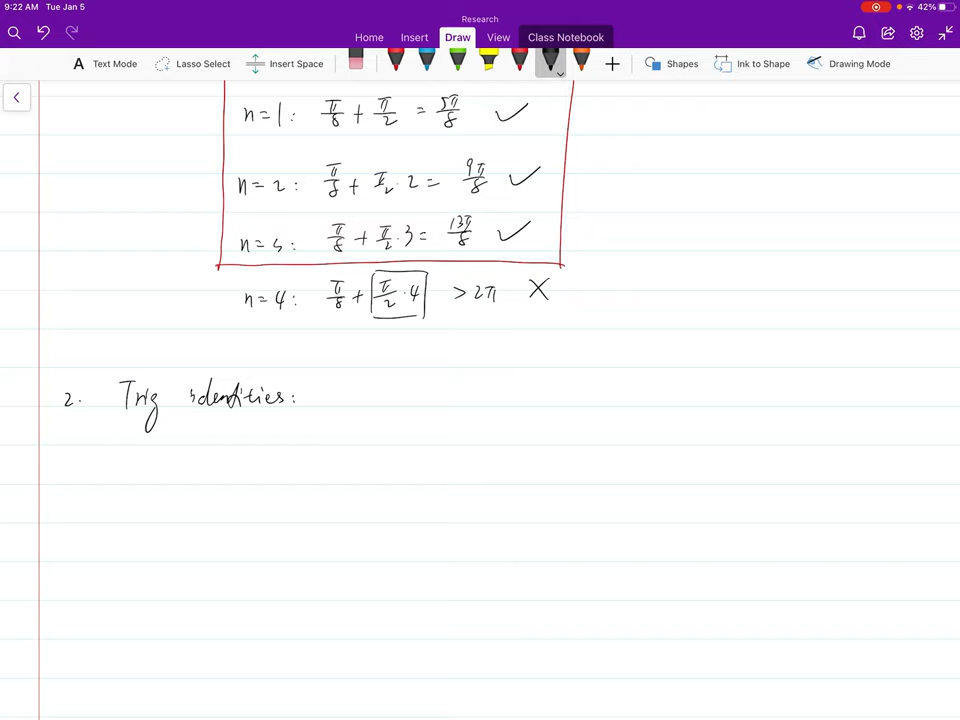 9:22 AM Tue Jan 5
42%
Research
Home Insert Draw View Class Notebook
Text Mode Lasso Select Insert Space Shapes Ink to Shape Drawing Mode
n=1: π/8 + π/2 = 5π/8 ✓
n=2: π/8 + π/2 · 2 = 9π/8 ✓
n=3: π/8 + π/2 · 3 = 13π/8 ✓
n=4: π/8 + π/2 · 4 > 2π ✗
2. Trig identities: